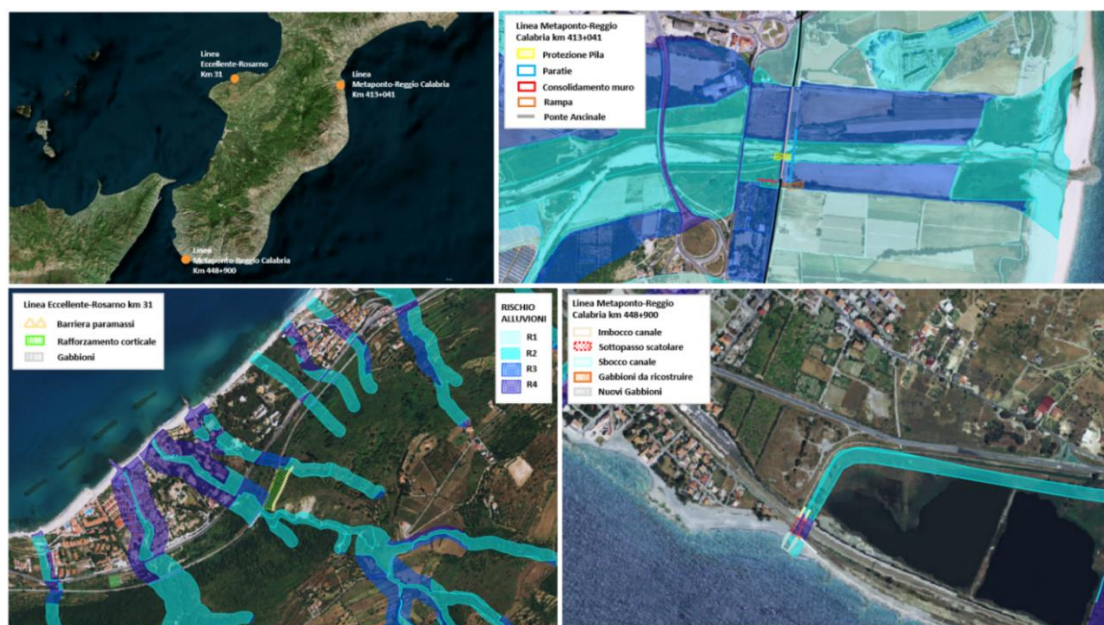 Linea
Eccellente-Rosarno
Km 31
Linea
Metaponto-Reggio Calabria
Km 413+041
Linea
Metaponto-Reggio Calabria
Km 448+900
Linea Metaponto-Reggio
Calabria km 413+041
Protezione Pila
Paratie
Consolidamento muro
Rampa
Ponte Ancinale
Linea Eccellente-Rosarno km 31
Barriera paramassi
Rafforzamento corticale
Gabbioni
RISCHIO
ALLUVIONI
R1
R2
R3
R4
Linea Metaponto-Reggio
Calabria km 448+900
Imbocco canale
Sottopasso scatolare
Sbocco canale
Gabbioni da ricostruire
Nuovi Gabbioni